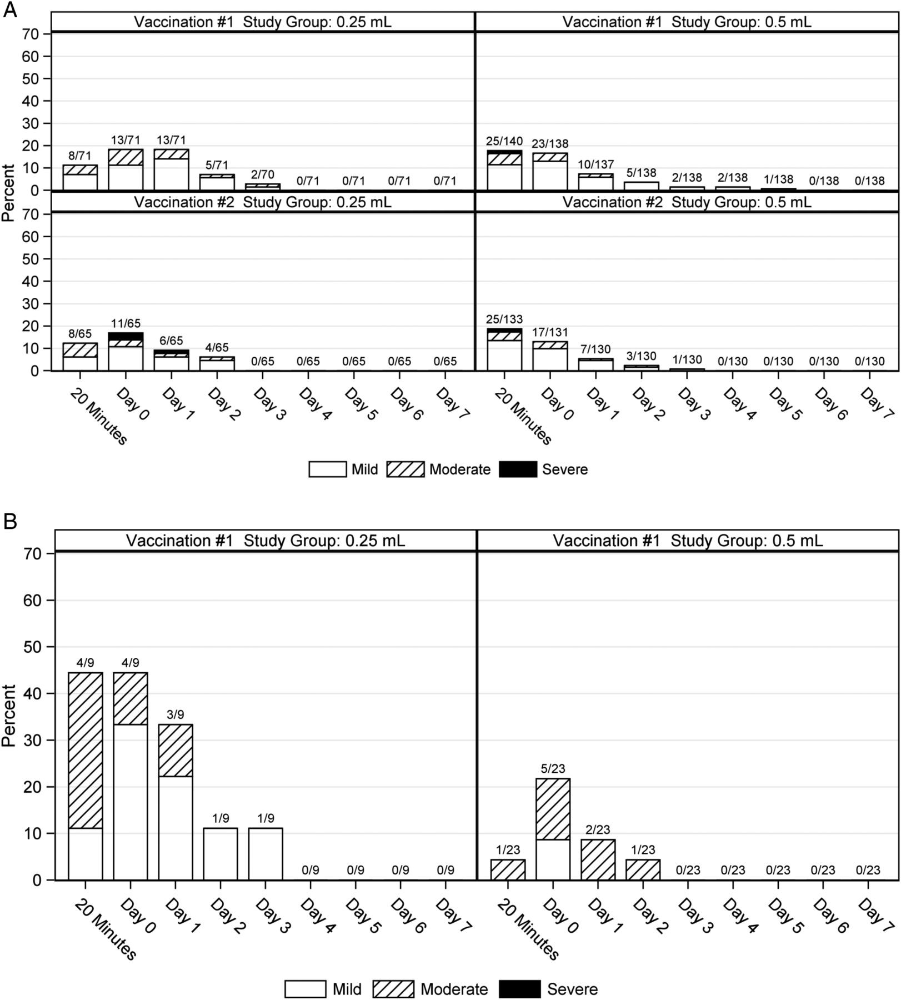 A
Vaccination #1 Study Group: 0.25 mL
Vaccination #1 Study Group: 0.5 mL
Percent
70
60
50
40
30
20
10
0
8/71
13/71
13/71
5/71
2/70
0/71
0/71
0/71
0/71
25/140
23/138
10/137
5/138
2/138
2/138
1/138
0/138
0/138
Vaccination #2 Study Group: 0.25 mL
Vaccination #2 Study Group: 0.5 mL
70
60
50
40
30
20
10
0
8/65
11/65
6/65
4/65
0/65
0/65
0/65
0/65
0/65
25/133
17/131
7/130
3/130
1/130
0/130
0/130
0/130
0/130
20 Minutes
Day 0
Day 1
Day 2
Day 3
Day 4
Day 5
Day 6
Day 7
20 Minutes
Day 0
Day 1
Day 2
Day 3
Day 4
Day 5
Day 6
Day 7
Mild Moderate Severe
B
Vaccination #1 Study Group: 0.25 mL
Vaccination #1 Study Group: 0.5 mL
Percent
70
60
50
40
30
20
10
0
4/9
4/9
3/9
1/9
1/9
0/9
0/9
0/9
0/9
1/23
5/23
2/23
1/23
0/23
0/23
0/23
0/23
0/23
20 Minutes
Day 0
Day 1
Day 2
Day 3
Day 4
Day 5
Day 6
Day 7
20 Minutes
Day 0
Day 1
Day 2
Day 3
Day 4
Day 5
Day 6
Day 7
Mild Moderate Severe